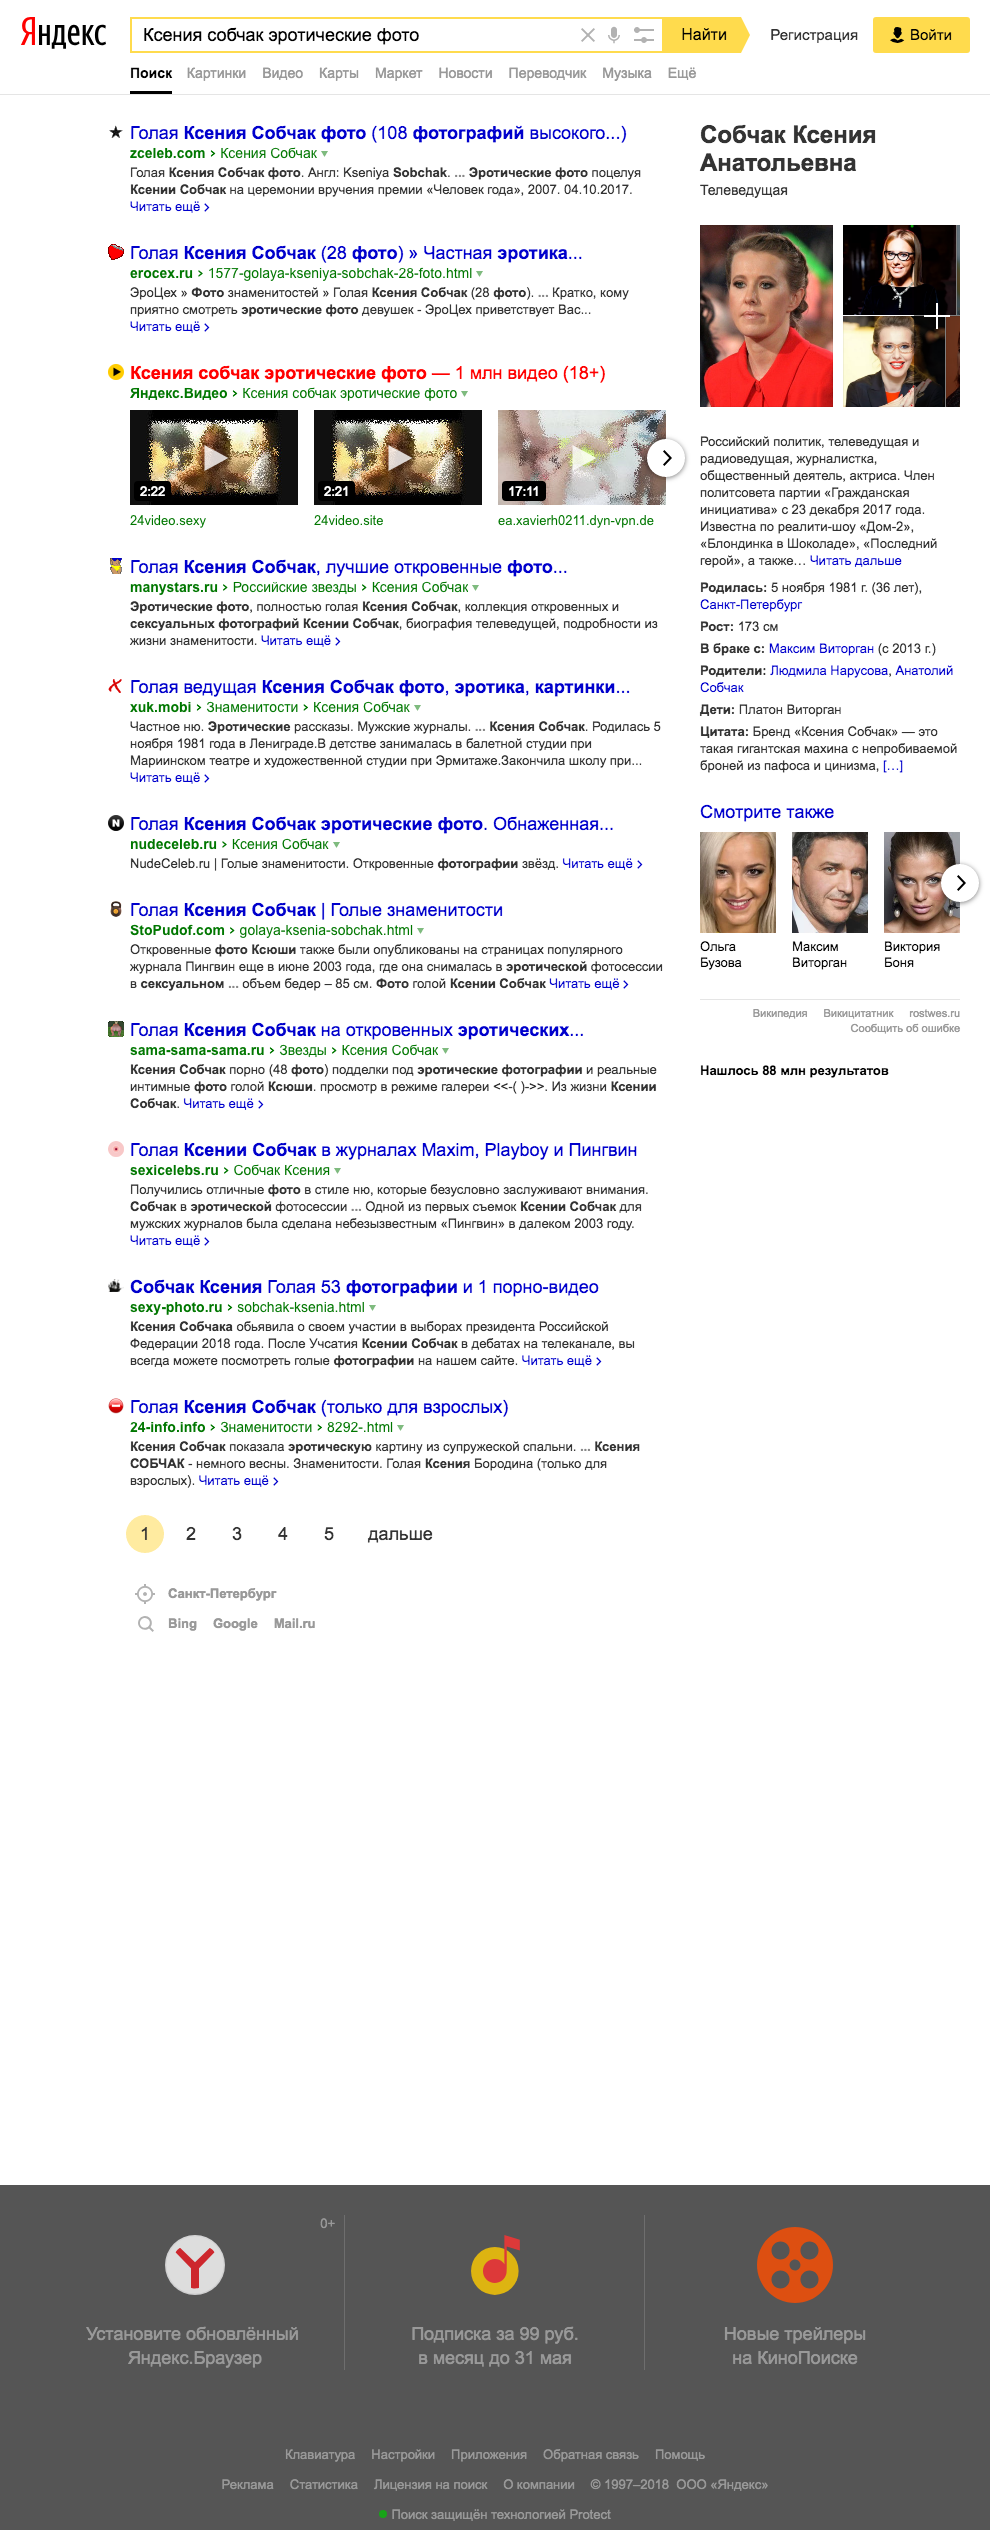 Яндекс
Ксения собчак эротические фото
Найти
Регистрация
Войти
Поиск Картинки Видео Карты Маркет Новости Переводчик Музыка Ещё
Голая Ксения Собчак фото (108 фотографий высокого...)
zceleb.com › Ксения Собчак
Голая Ксения Собчак фото. Англ: Kseniya Sobchak. ... Эротические фото поцелуя
Ксении Собчак на церемонии вручения премии «Человек года», 2007. 04.10.2017.
Читать ещё ›
Голая Ксения Собчак (28 фото) » Частная эротика...
erocex.ru › 1577-golaya-kseniya-sobchak-28-foto.html
ЭроЦех » Фото знаменитостей » Голая Ксения Собчак (28 фото). ... Кратко, кому
приятно смотреть эротические фото девушек - ЭроЦех приветствует Вас...
Читать ещё ›
Ксения собчак эротические фото — 1 млн видео (18+)
Яндекс.Видео › Ксения собчак эротические фото
2:22
2:21
17:11
24video.sexy
24video.site
ea.xavierh0211.dyn-vpn.de
Голая Ксения Собчак, лучшие откровенные фото...
manystars.ru › Российские звезды › Ксения Собчак
Эротические фото, полностью голая Ксения Собчак, коллекция откровенных и
сексуальных фотографий Ксении Собчак, биография телеведущей, подробности из
жизни знаменитости. Читать ещё ›
Голая ведущая Ксения Собчак фото, эротика, картинки...
xuk.mobi › Знаменитости › Ксения Собчак
Частное ню. Эротические рассказы. Мужские журналы. ... Ксения Собчак. Родилась 5
ноября 1981 года в Лениграде.В детстве занималась в балетной студии при
Мариинском театре и художественной студии при Эрмитаже.Закончила школу при...
Читать ещё ›
Голая Ксения Собчак эротические фото. Обнаженная...
nudeceleb.ru › Ксения Собчак
NudeCeleb.ru | Голые знаменитости. Откровенные фотографии звёзд. Читать ещё ›
Голая Ксения Собчак | Голые знаменитости
StoPudof.com › golaya-ksenia-sobchak.html
Откровенные фото Ксюши также были опубликованы на страницах популярного
журнала Пингвин еще в июне 2003 года, где она снималась в эротической фотосессии
в сексуальном ... объем бедер – 85 см. Фото голой Ксении Собчак Читать ещё ›
Голая Ксения Собчак на откровенных эротических...
sama-sama-sama.ru › Звезды › Ксения Собчак
Ксения Собчак порно (48 фото) подделки под эротические фотографии и реальные
интимные фото голой Ксюши. просмотр в режиме галереи <<-( )->>. Из жизни Ксении
Собчак. Читать ещё ›
Голая Ксении Собчак в журналах Maxim, Playboy и Пингвин
sexicelebs.ru › Собчак Ксения
Получились отличные фото в стиле ню, которые безусловно заслуживают внимания.
Собчак в эротической фотосессии ... Одной из первых съемок Ксении Собчак для
мужских журналов была сделана небезызвестным «Пингвин» в далеком 2003 году.
Читать ещё ›
Собчак Ксения Голая 53 фотографии и 1 порно-видео
sexy-photo.ru › sobchak-ksenia.html
Ксения Собчака обьявила о своем участии в выборах президента Российской
Федерации 2018 года. После Учсатия Ксении Собчак в дебатах на телеканале, вы
всегда можете посмотреть голые фотографии на нашем сайте. Читать ещё ›
Голая Ксения Собчак (только для взрослых)
24-info.info › Знаменитости › 8292-.html
Ксения Собчак показала эротическую картину из супружеской спальни. ... Ксения
СОБЧАК - немного весны. Знаменитости. Голая Ксения Бородина (только для
взрослых). Читать ещё ›
1 2 3 4 5 дальше
Санкт-Петербург
Bing Google Mail.ru
Собчак Ксения
Анатольевна
Телеведущая
Российский политик, телеведущая и
радиоведущая, журналистка,
общественный деятель, актриса. Член
политсовета партии «Гражданская
инициатива» с 23 декабря 2017 года.
Известна по реалити-шоу «Дом-2»,
«Блондинка в Шоколаде», «Последний
герой», а также… Читать дальше
Родилась: 5 ноября 1981 г. (36 лет),
Санкт-Петербург
Рост: 173 см
В браке с: Максим Виторган (с 2013 г.)
Родители: Людмила Нарусова, Анатолий
Собчак
Дети: Платон Виторган
Цитата: Бренд «Ксения Собчак» — это
такая гигантская махина с непробиваемой
броней из пафоса и цинизма, [...]
Смотрите также
Ольга
Бузова
Максим
Виторган
Виктория
Боня
Википедия Викицитатник rostwes.ru
Сообщить об ошибке
Нашлось 88 млн результатов
0+
Установите обновлённый
Яндекс.Браузер
Подписка за 99 руб.
в месяц до 31 мая
Новые трейлеры
на КиноПоиске
Клавиатура Настройки Приложения Обратная связь Помощь
Реклама Статистика Лицензия на поиск О компании © 1997–2018 ООО «Яндекс»
Поиск защищён технологией Protect